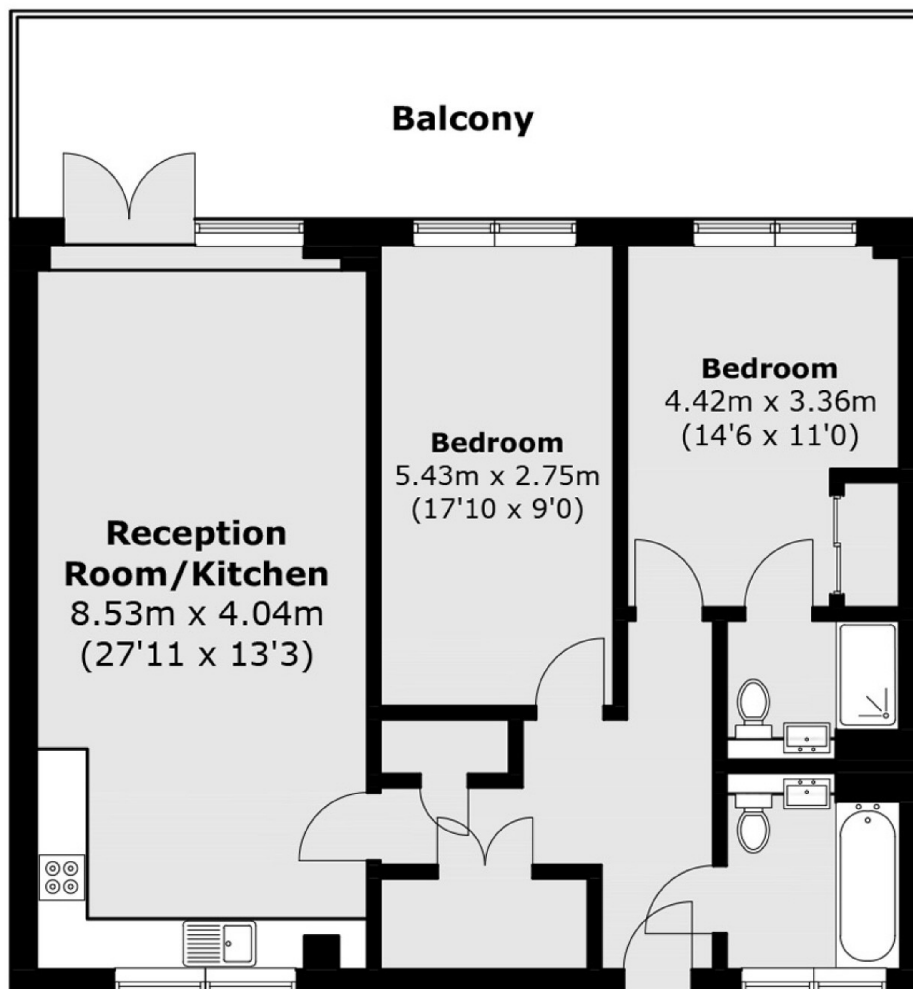 Balcony
Bedroom
4.42m x 3.36m
(14'6 x 11'0)
Bedroom
5.43m x 2.75m
(17'10 x 9'0)
Reception
Room/Kitchen
8.53m x 4.04m
(27'11 x 13'3)